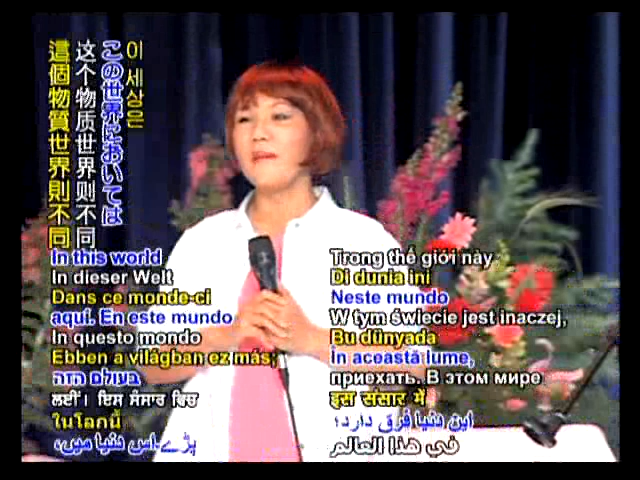 이 세상은
この世界においては
这个物质世界则不同
這個物質世界則不同
In this world
In dieser Welt
Dans ce monde-ci
aquí. En este mundo
In questo mondo
Ebben a világban ez más;
בעולם הזה
ਲਈਂ। ਇਸ ਸੰਸਾਰ ਵਿਚ
ในโลกนี้
پڑے۔اس دنیا میں،
Trong thế giới này
Di dunia ini
Neste mundo
W tym świecie jest inaczej,
Bu dünyada
În această lume,
приехать. В этом мире
इस संसार में
این دنیا فرق دارد؛
في هذا العالم